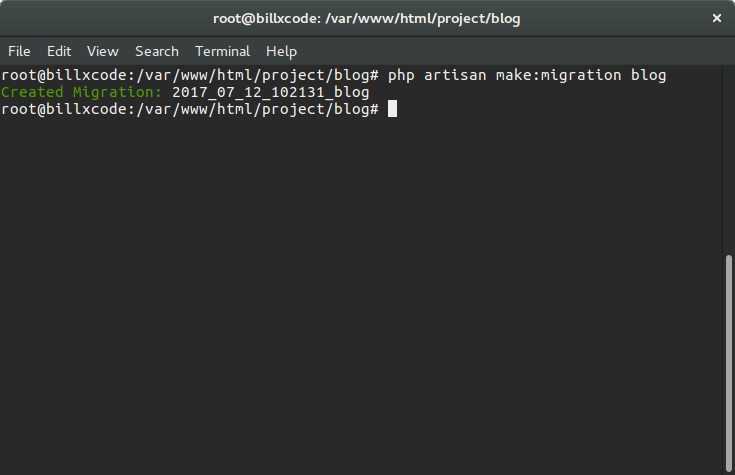 root@billxcode: /var/www/html/project/blog ×
File Edit View Search Terminal Help
root@billxcode:/var/www/html/project/blog# php artisan make:migration blog
Created Migration: 2017_07_12_102131_blog
root@billxcode:/var/www/html/project/blog#